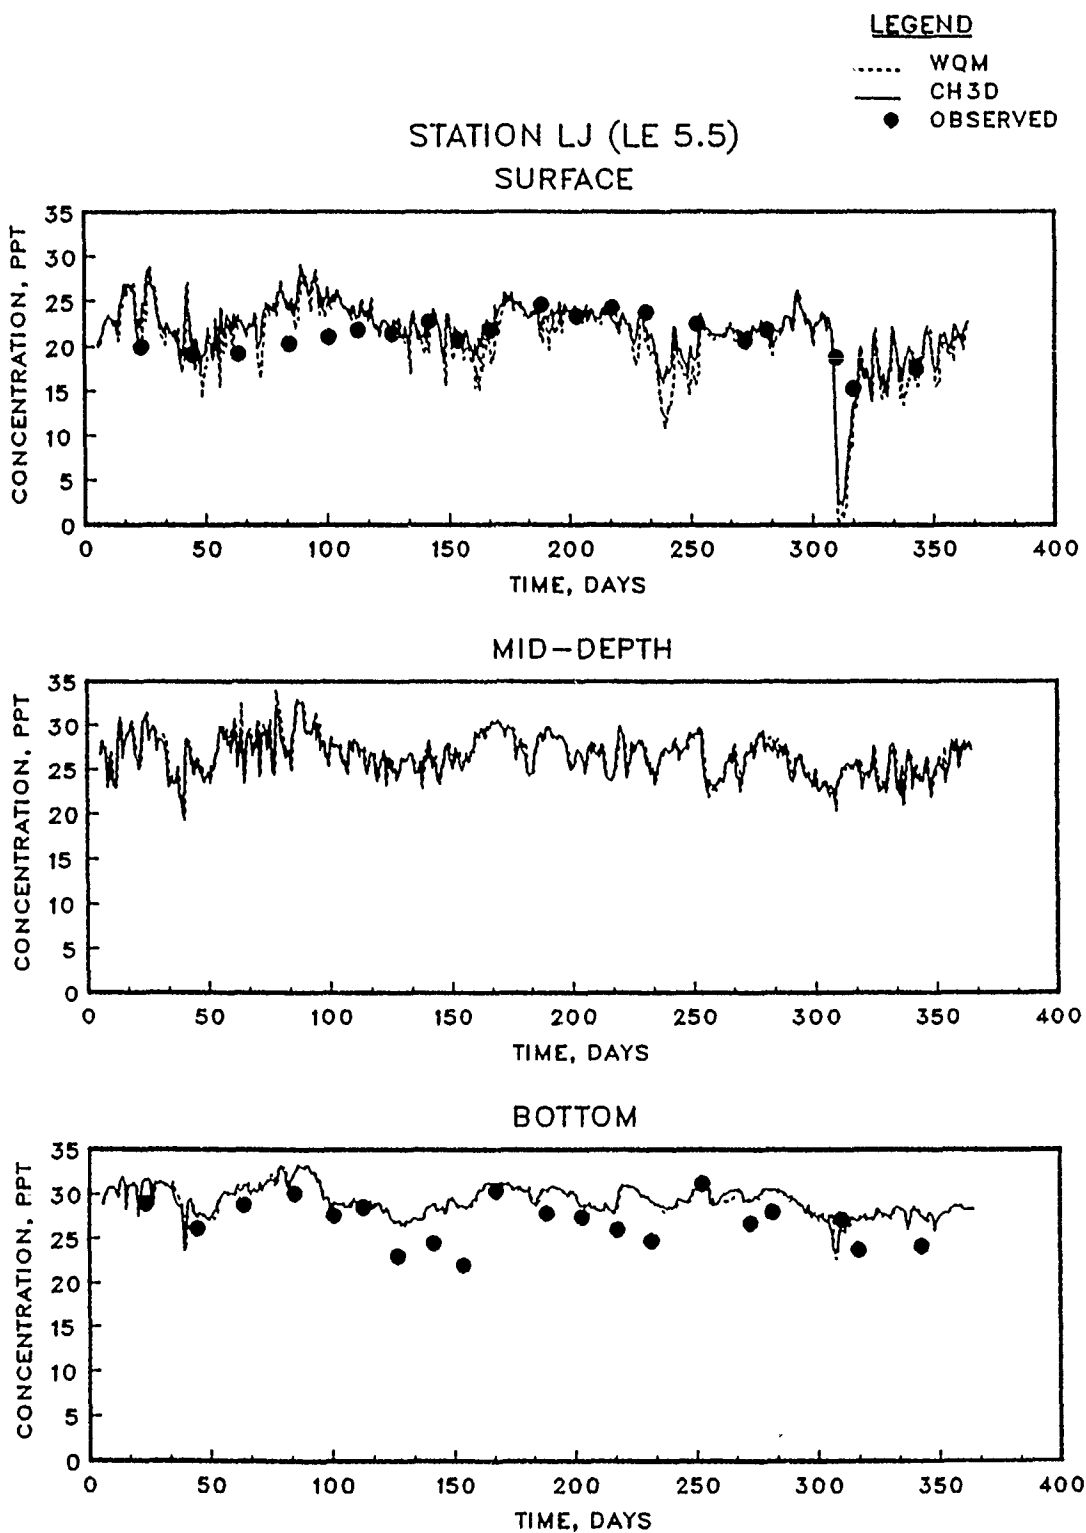 LEGEND
WQM
CH3D
OBSERVED
STATION LJ (LE 5.5)
SURFACE
CONCENTRATION, PPT
35
30
25
20
15
10
5
0
0 50 100 150 200 250 300 350 400
TIME, DAYS
MID-DEPTH
CONCENTRATION, PPT
35
30
25
20
15
10
5
0
0 50 100 150 200 250 300 350 400
TIME, DAYS
BOTTOM
CONCENTRATION, PPT
35
30
25
20
15
10
5
0
0 50 100 150 200 250 300 350 400
TIME, DAYS